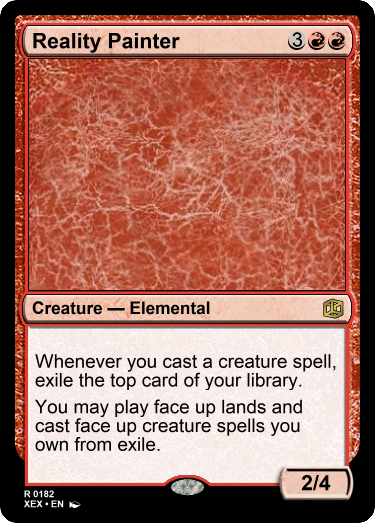 Reality Painter 3
Creature — Elemental
Whenever you cast a creature spell,
exile the top card of your library.
You may play face up lands and
cast face up creature spells you
own from exile.
2/4
R 0182
XEX • EN